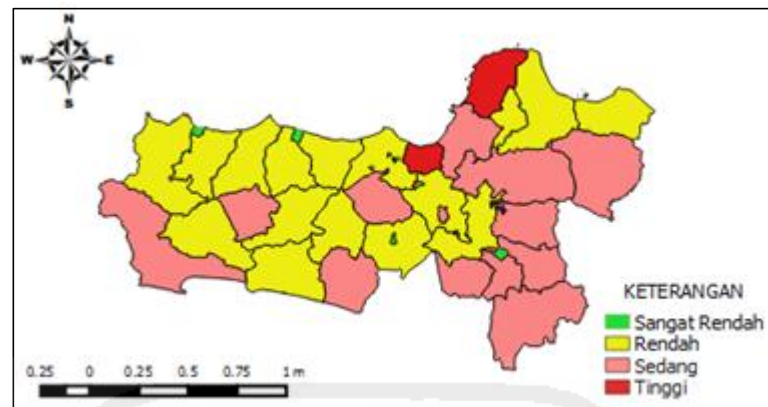 N
W E
S
KETERANGAN
Sangat Rendah
Rendah
Sedang
Tinggi
0.25 0 0.25 0.5 0.75 1 m